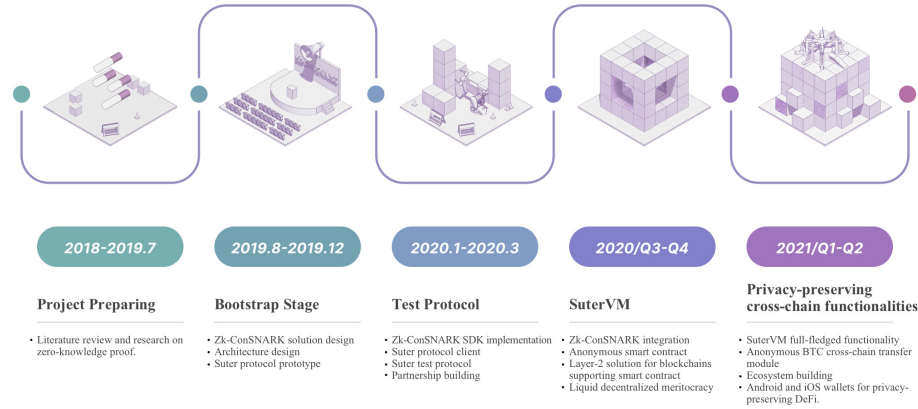 2018-2019.7
2019.8-2019.12
2020.1-2020.3
2020/Q3-Q4
2021/Q1-Q2
Project Preparing
• Literature review and research on
zero-knowledge proof.
Bootstrap Stage
• Zk-ConSNARK solution design
• Architecture design
• Suter protocol prototype
Test Protocol
• Zk-ConSNARK SDK implementation
• Suter protocol client
• Suter test protocol
• Partnership building
SuterVM
• Zk-ConSNARK integration
• Anonymous smart contract
• Layer-2 solution for blockchains
supporting smart contract
• Liquid decentralized meritocracy
Privacy-preserving
cross-chain functionalities
• SuterVM full-fledged functionality
• Anonymous BTC cross-chain transfer
module
• Ecosystem building
• Android and iOS wallets for privacy-
preserving DeFi.